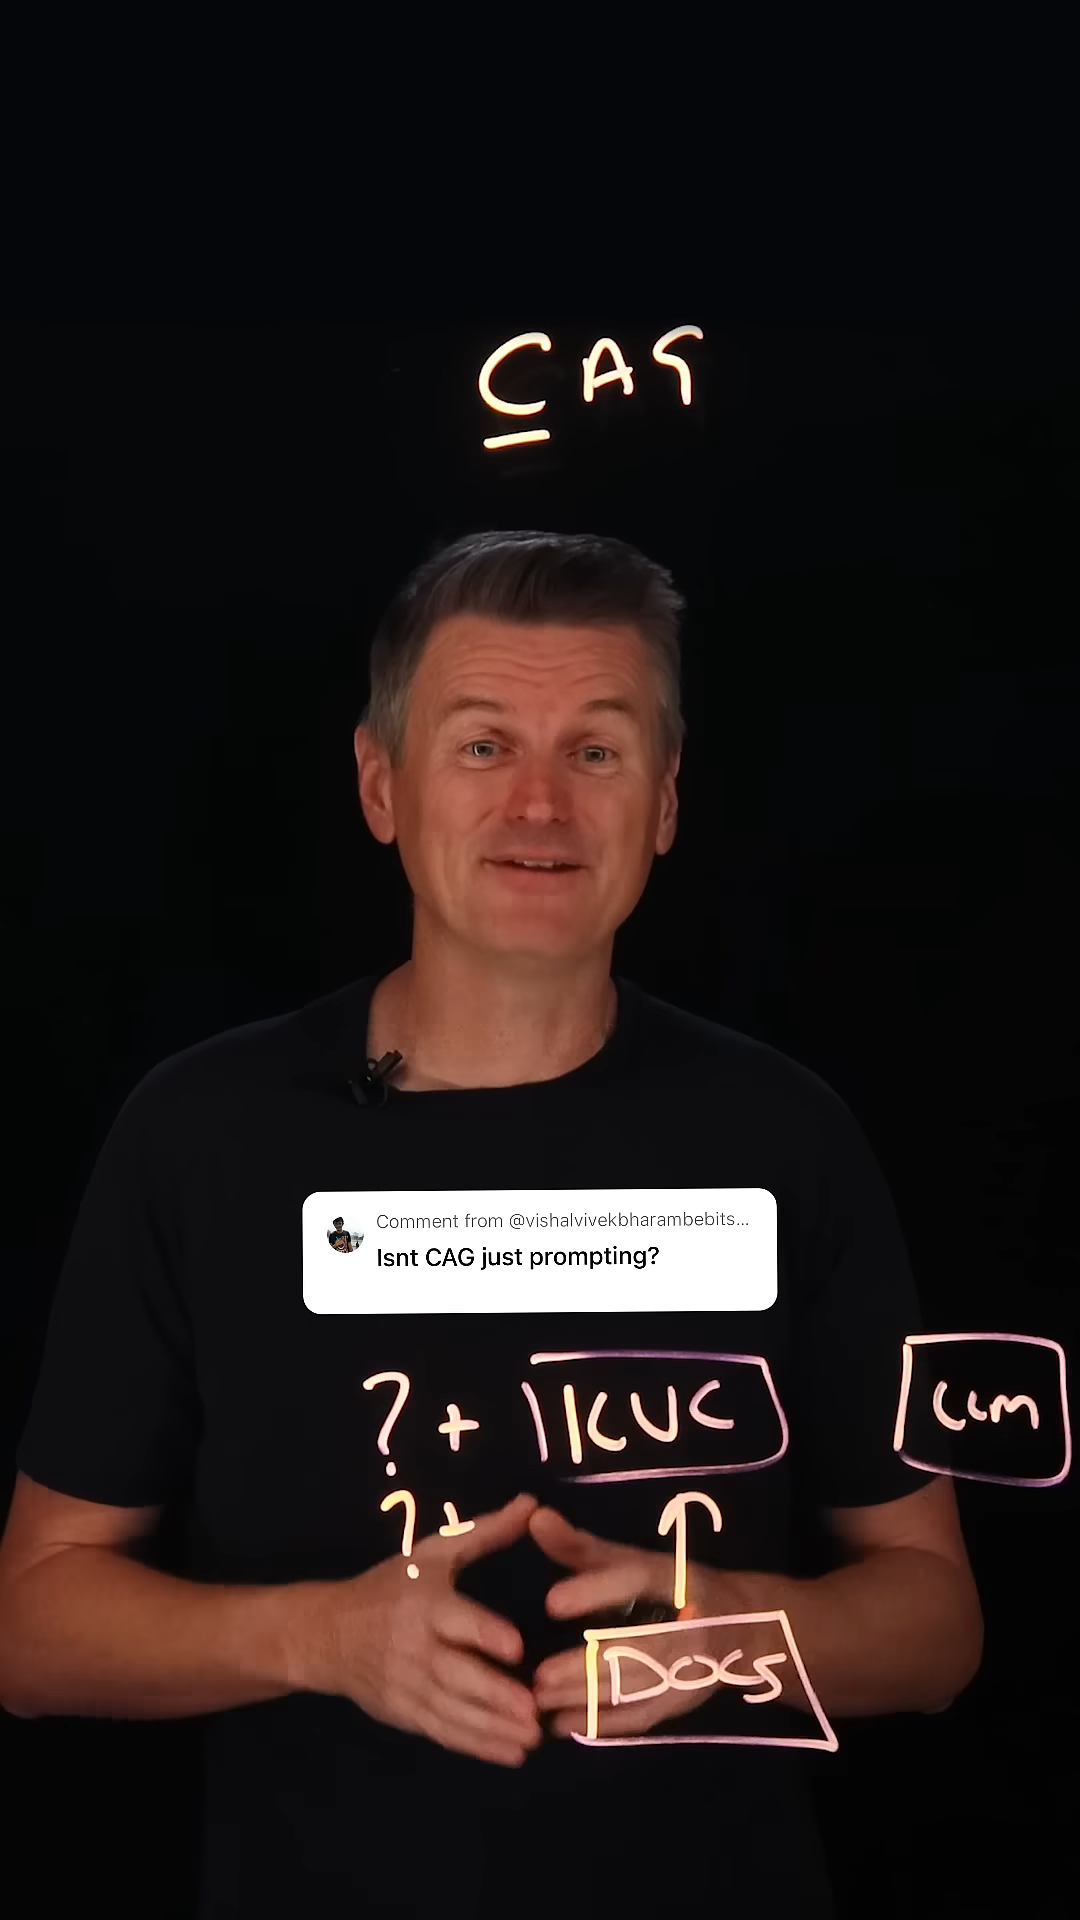 CAG
Comment from @vishalvivekbharambebits...
Isnt CAG just prompting?
? + KVC
LLM
? +
DOCS